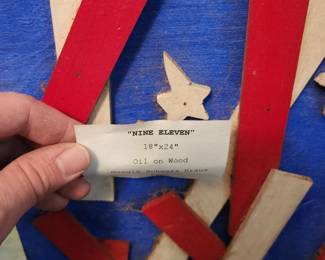 "NINE ELEVEN"
18"x24"
Oil on Wood